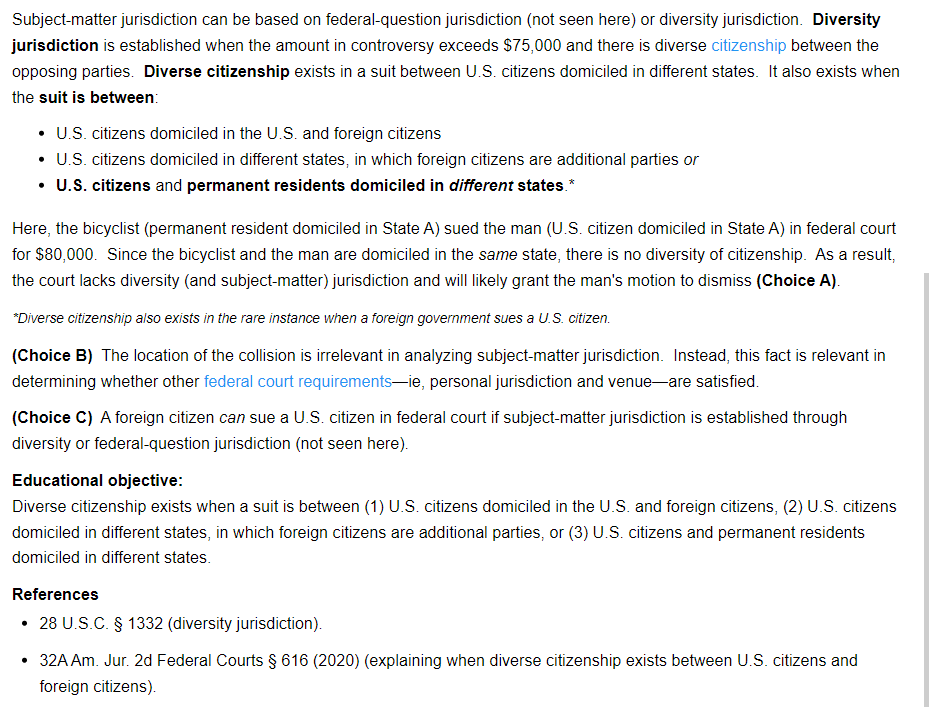 Subject-matter jurisdiction can be based on federal-question jurisdiction (not seen here) or diversity jurisdiction.  Diversity
jurisdiction is established when the amount in controversy exceeds $75,000 and there is diverse citizenship between the
opposing parties.  Diverse citizenship exists in a suit between U.S. citizens domiciled in different states.  It also exists when
the suit is between:
• U.S. citizens domiciled in the U.S. and foreign citizens
• U.S. citizens domiciled in different states, in which foreign citizens are additional parties or
• U.S. citizens and permanent residents domiciled in different states.*
Here, the bicyclist (permanent resident domiciled in State A) sued the man (U.S. citizen domiciled in State A) in federal court
for $80,000.  Since the bicyclist and the man are domiciled in the same state, there is no diversity of citizenship.  As a result,
the court lacks diversity (and subject-matter) jurisdiction and will likely grant the man's motion to dismiss (Choice A).
*Diverse citizenship also exists in the rare instance when a foreign government sues a U.S. citizen.
(Choice B)  The location of the collision is irrelevant in analyzing subject-matter jurisdiction.  Instead, this fact is relevant in
determining whether other federal court requirements—ie, personal jurisdiction and venue—are satisfied.
(Choice C)  A foreign citizen can sue a U.S. citizen in federal court if subject-matter jurisdiction is established through
diversity or federal-question jurisdiction (not seen here).
Educational objective:
Diverse citizenship exists when a suit is between (1) U.S. citizens domiciled in the U.S. and foreign citizens, (2) U.S. citizens
domiciled in different states, in which foreign citizens are additional parties, or (3) U.S. citizens and permanent residents
domiciled in different states.
References
• 28 U.S.C. § 1332 (diversity jurisdiction).
• 32A Am. Jur. 2d Federal Courts § 616 (2020) (explaining when diverse citizenship exists between U.S. citizens and
foreign citizens).